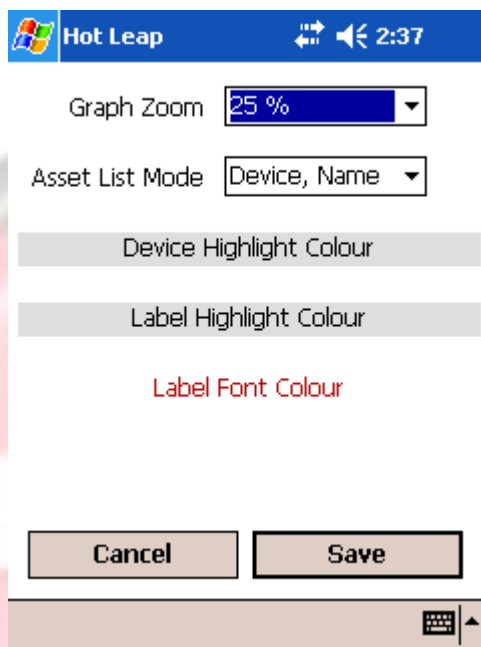 Hot Leap 2:37
Graph Zoom 25 %
Asset List Mode Device, Name
Device Highlight Colour
Label Highlight Colour
Label Font Colour
Cancel Save